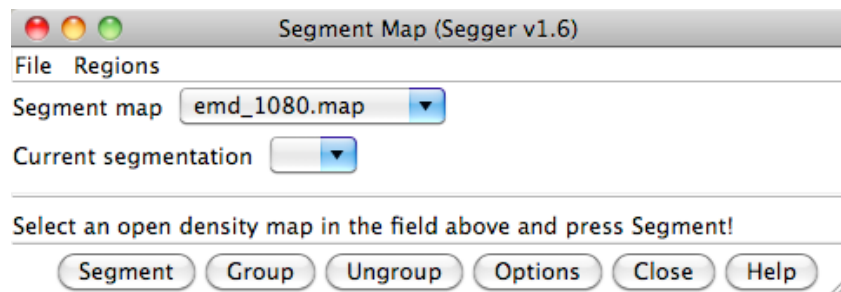 Segment Map (Segger v1.6)
File Regions
Segment map emd_1080.map
Current segmentation
Select an open density map in the field above and press Segment!
Segment Group Ungroup Options Close Help